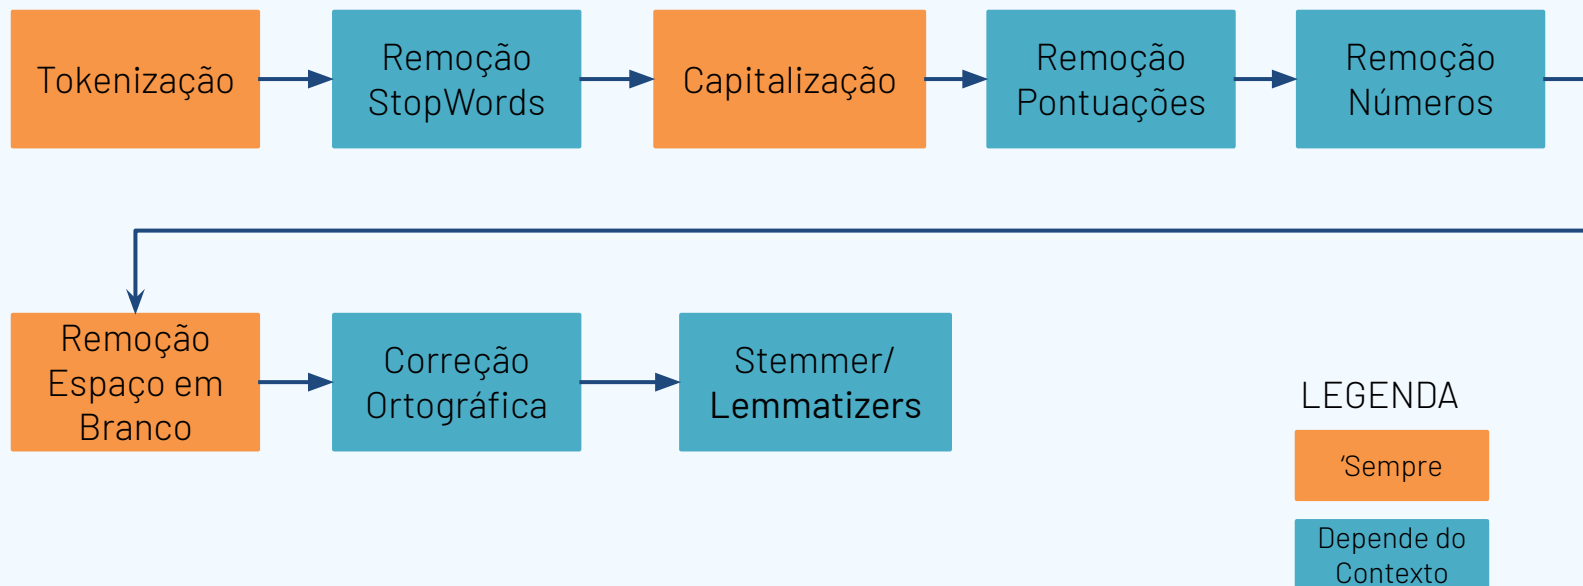 Tokenização
Remoção
StopWords
Capitalização
Remoção
Pontuações
Remoção
Números
Remoção
Espaço em
Branco
Correção
Ortográfica
Stemmer/
Lemmatizers
LEGENDA
‘Sempre
Depende do
Contexto